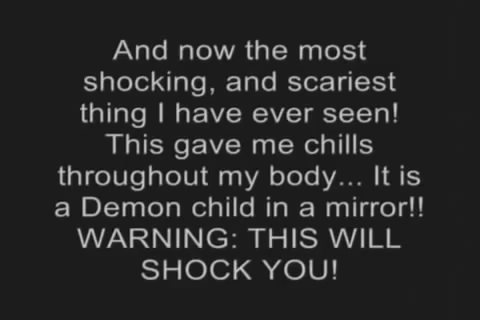 And now the most
shocking, and scariest
thing I have ever seen!
This gave me chills
throughout my body... It is
a Demon child in a mirror!!
WARNING: THIS WILL
SHOCK YOU!